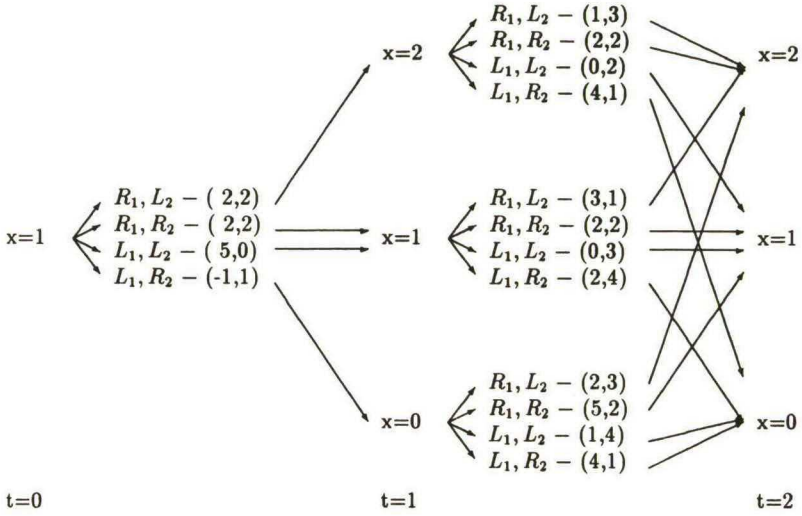 R₁, L₂ − (1,3)
R₁, R₂ − (2,2)
x=2
x=2
L₁, L₂ − (0,2)
L₁, R₂ − (4,1)
R₁, L₂ − ( 2,2)
R₁, R₂ − ( 2,2)
x=1
L₁, L₂ − ( 5,0)
L₁, R₂ − (-1,1)
R₁, L₂ − (3,1)
R₁, R₂ − (2,2)
x=1
x=1
L₁, L₂ − (0,3)
L₁, R₂ − (2,4)
R₁, L₂ − (2,3)
R₁, R₂ − (5,2)
x=0
x=0
L₁, L₂ − (1,4)
L₁, R₂ − (4,1)
t=0
t=1
t=2